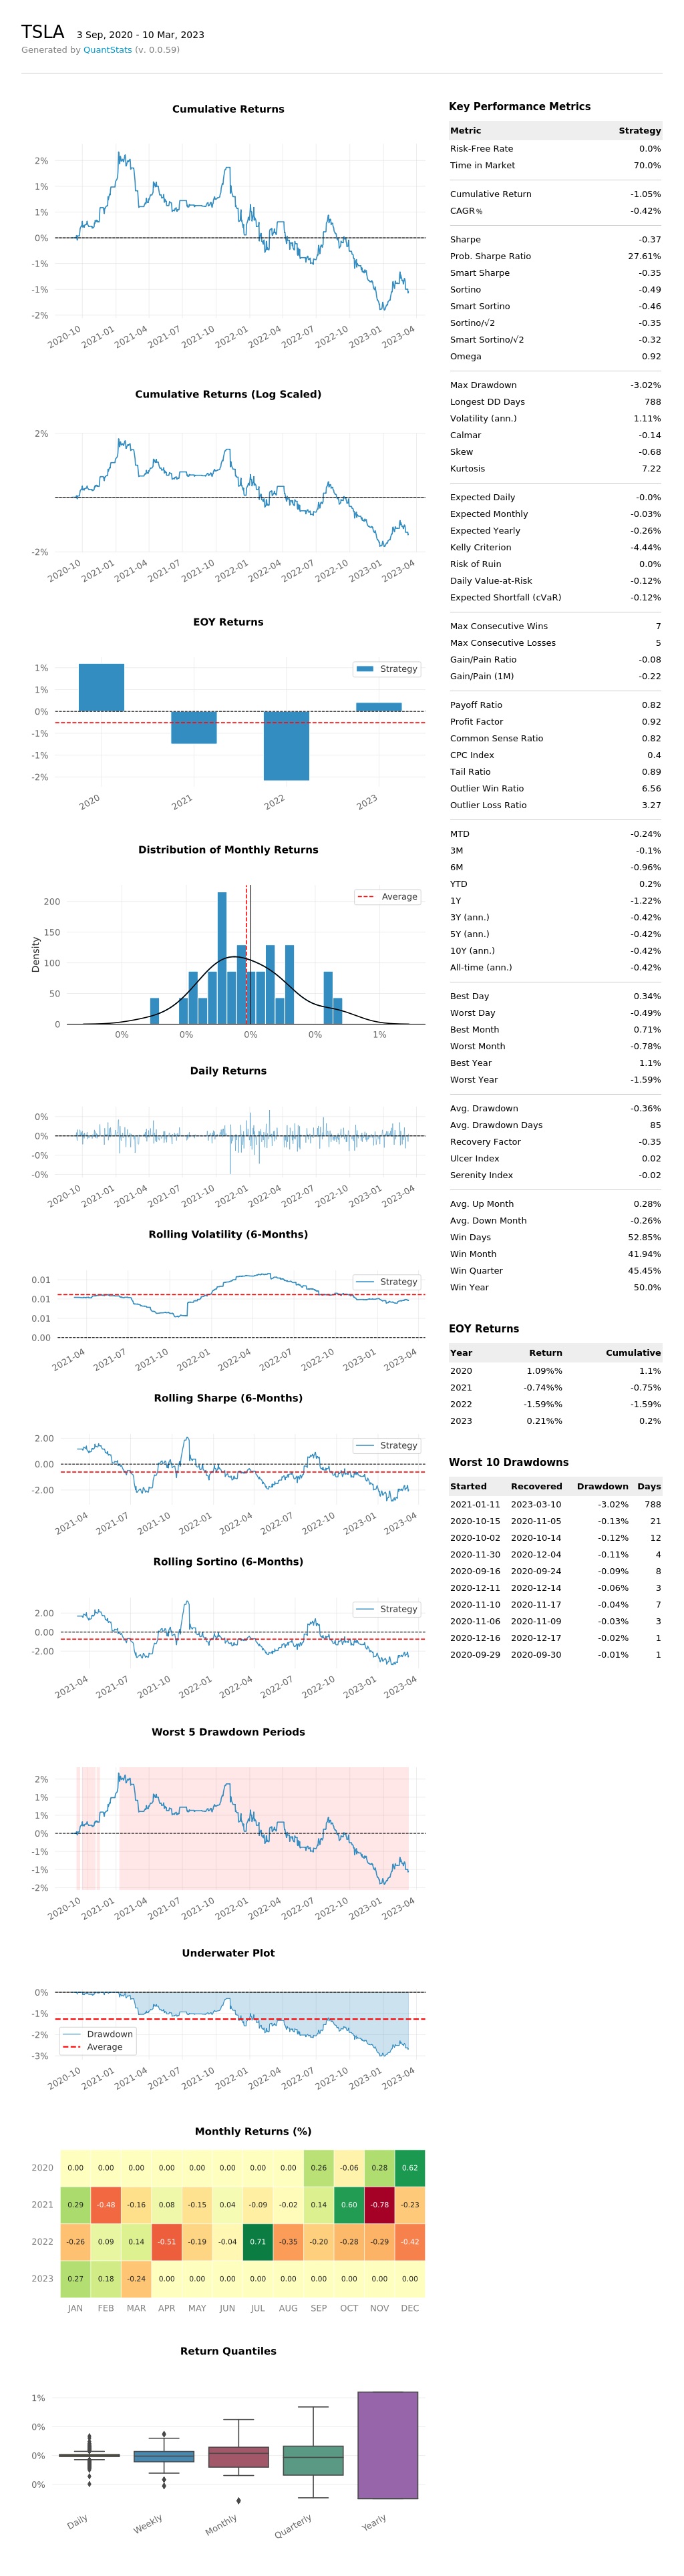 TSLA 3 Sep, 2020 - 10 Mar, 2023
Generated by QuantStats (v. 0.0.59)
Cumulative Returns
2%
1%
1%
0%
-1%
-1%
-2%
2020-10 2021-01 2021-04 2021-07 2021-10 2022-01 2022-04 2022-07 2022-10 2023-01 2023-04
Cumulative Returns (Log Scaled)
2%
-2%
2020-10 2021-01 2021-04 2021-07 2021-10 2022-01 2022-04 2022-07 2022-10 2023-01 2023-04
EOY Returns
Strategy
1%
1%
0%
-1%
-1%
-2%
2020 2021 2022 2023
Distribution of Monthly Returns
Average
Density
200
150
100
50
0
0% 0% 0% 0% 1%
Daily Returns
0%
0%
-0%
-0%
2020-10 2021-01 2021-04 2021-07 2021-10 2022-01 2022-04 2022-07 2022-10 2023-01 2023-04
Rolling Volatility (6-Months)
Strategy
0.01
0.01
0.01
0.00
2021-04 2021-07 2021-10 2022-01 2022-04 2022-07 2022-10 2023-01 2023-04
Rolling Sharpe (6-Months)
Strategy
2.00
0.00
-2.00
2021-04 2021-07 2021-10 2022-01 2022-04 2022-07 2022-10 2023-01 2023-04
Rolling Sortino (6-Months)
Strategy
2.00
0.00
-2.00
2021-04 2021-07 2021-10 2022-01 2022-04 2022-07 2022-10 2023-01 2023-04
Worst 5 Drawdown Periods
2%
1%
1%
0%
-1%
-1%
-2%
2020-10 2021-01 2021-04 2021-07 2021-10 2022-01 2022-04 2022-07 2022-10 2023-01 2023-04
Underwater Plot
0%
-1%
-2%
-3%
Drawdown
Average
2020-10 2021-01 2021-04 2021-07 2021-10 2022-01 2022-04 2022-07 2022-10 2023-01 2023-04
Monthly Returns (%)
2020 0.00 0.00 0.00 0.00 0.00 0.00 0.00 0.00 0.26 -0.06 0.28 0.62
2021 0.29 -0.48 -0.16 0.08 -0.15 0.04 -0.09 -0.02 0.14 0.60 -0.78 -0.23
2022 -0.26 0.09 0.14 -0.51 -0.19 -0.04 0.71 -0.35 -0.20 -0.28 -0.29 -0.42
2023 0.27 0.18 -0.24 0.00 0.00 0.00 0.00 0.00 0.00 0.00 0.00 0.00
JAN FEB MAR APR MAY JUN JUL AUG SEP OCT NOV DEC
Return Quantiles
1%
0%
0%
0%
Daily Weekly Monthly Quarterly Yearly
Key Performance Metrics
Metric Strategy
Risk-Free Rate 0.0%
Time in Market 70.0%
Cumulative Return -1.05%
CAGR% -0.42%
Sharpe -0.37
Prob. Sharpe Ratio 27.61%
Smart Sharpe -0.35
Sortino -0.49
Smart Sortino -0.46
Sortino/√2 -0.35
Smart Sortino/√2 -0.32
Omega 0.92
Max Drawdown -3.02%
Longest DD Days 788
Volatility (ann.) 1.11%
Calmar -0.14
Skew -0.68
Kurtosis 7.22
Expected Daily -0.0%
Expected Monthly -0.03%
Expected Yearly -0.26%
Kelly Criterion -4.44%
Risk of Ruin 0.0%
Daily Value-at-Risk -0.12%
Expected Shortfall (cVaR) -0.12%
Max Consecutive Wins 7
Max Consecutive Losses 5
Gain/Pain Ratio -0.08
Gain/Pain (1M) -0.22
Payoff Ratio 0.82
Profit Factor 0.92
Common Sense Ratio 0.82
CPC Index 0.4
Tail Ratio 0.89
Outlier Win Ratio 6.56
Outlier Loss Ratio 3.27
MTD -0.24%
3M -0.1%
6M -0.96%
YTD 0.2%
1Y -1.22%
3Y (ann.) -0.42%
5Y (ann.) -0.42%
10Y (ann.) -0.42%
All-time (ann.) -0.42%
Best Day 0.34%
Worst Day -0.49%
Best Month 0.71%
Worst Month -0.78%
Best Year 1.1%
Worst Year -1.59%
Avg. Drawdown -0.36%
Avg. Drawdown Days 85
Recovery Factor -0.35
Ulcer Index 0.02
Serenity Index -0.02
Avg. Up Month 0.28%
Avg. Down Month -0.26%
Win Days 52.85%
Win Month 41.94%
Win Quarter 45.45%
Win Year 50.0%
EOY Returns
Year Return Cumulative
2020 1.09%% 1.1%
2021 -0.74%% -0.75%
2022 -1.59%% -1.59%
2023 0.21%% 0.2%
Worst 10 Drawdowns
Started Recovered Drawdown Days
2021-01-11 2023-03-10 -3.02% 788
2020-10-15 2020-11-05 -0.13% 21
2020-10-02 2020-10-14 -0.12% 12
2020-11-30 2020-12-04 -0.11% 4
2020-09-16 2020-09-24 -0.09% 8
2020-12-11 2020-12-14 -0.06% 3
2020-11-10 2020-11-17 -0.04% 7
2020-11-06 2020-11-09 -0.03% 3
2020-12-16 2020-12-17 -0.02% 1
2020-09-29 2020-09-30 -0.01% 1